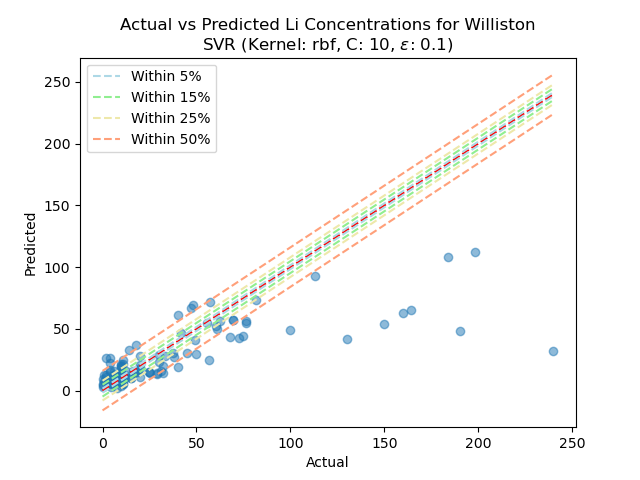 Actual vs Predicted Li Concentrations for Williston
SVR (Kernel: rbf, C: 10, ε: 0.1)
Within 5%
Within 15%
Within 25%
Within 50%
250
200
150
100
50
0
Predicted
0 50 100 150 200 250
Actual